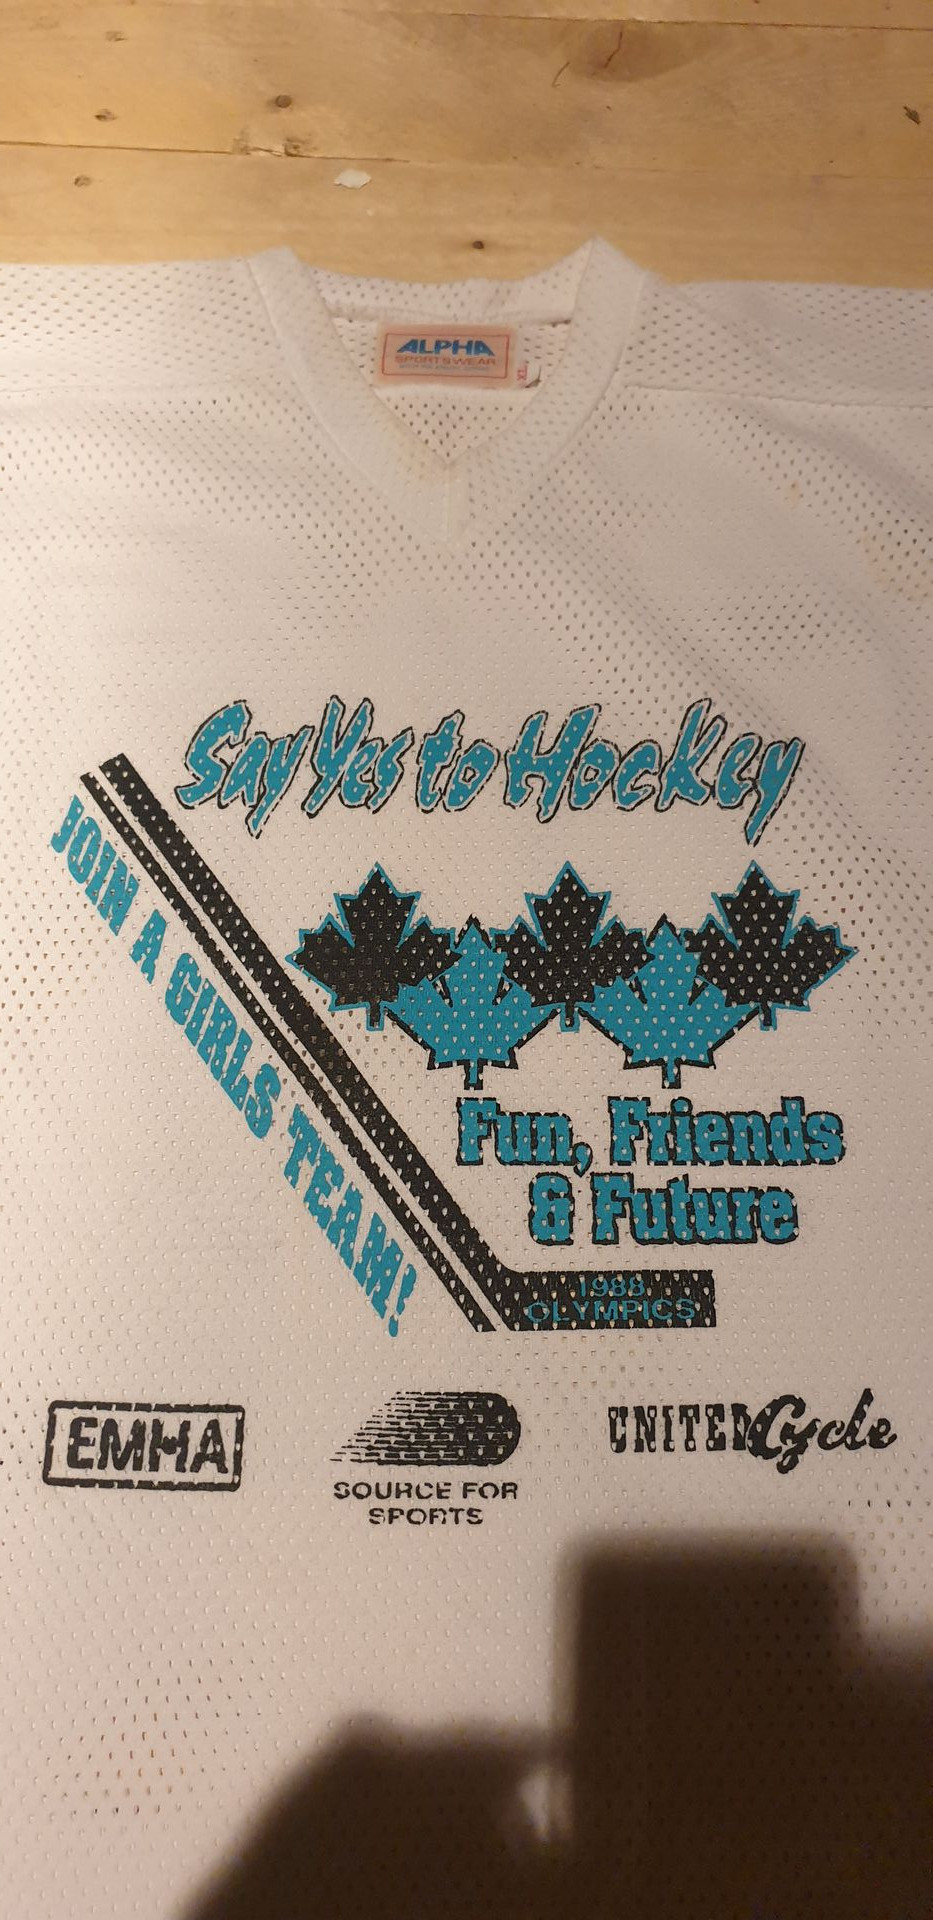 ALPHA
SPORTSWEAR
XL
Say Yes to Hockey
JOIN A GIRLS TEAM!
Fun, Friends
& Future
1988
OLYMPICS
EMHA
SOURCE FOR
SPORTS
UNITED Cycle